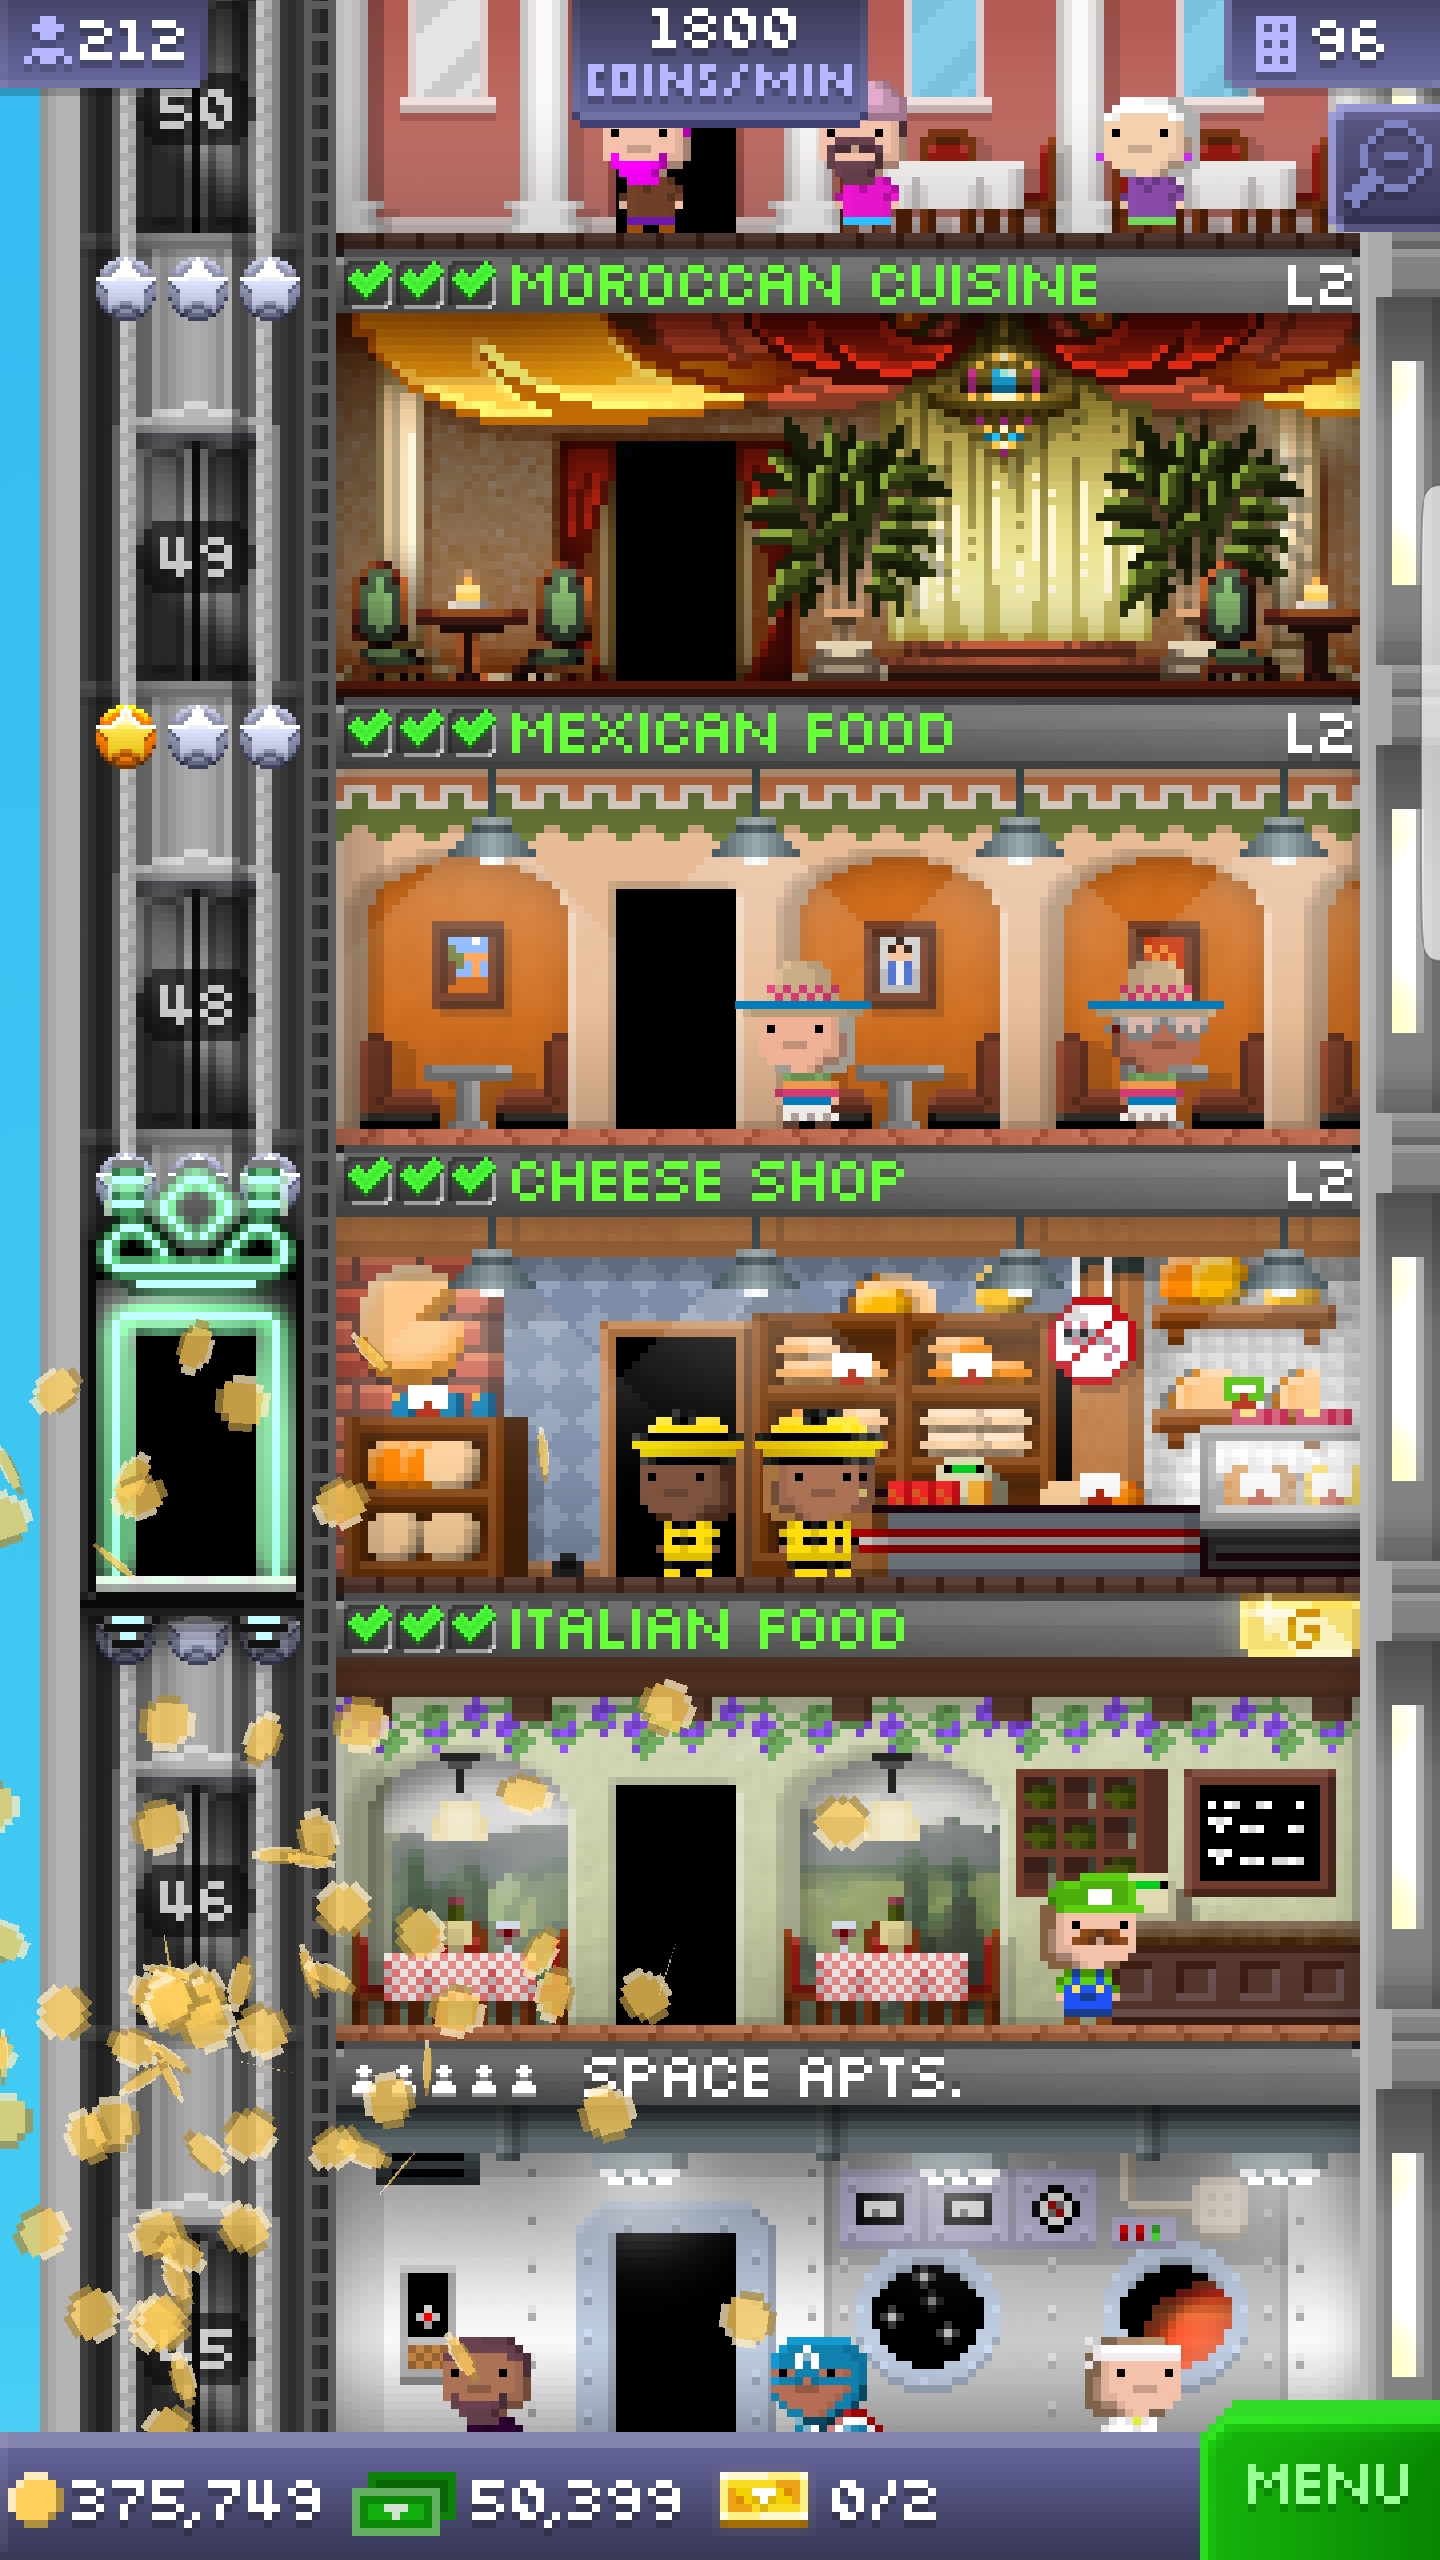 212
1800
COINS/MIN
96
50
MOROCCAN CUISINE L2
49
MEXICAN FOOD L2
48
CHEESE SHOP L2
ITALIAN FOOD G
46
SPACE APTS.
5
375,749 50,399 0/2
MENU